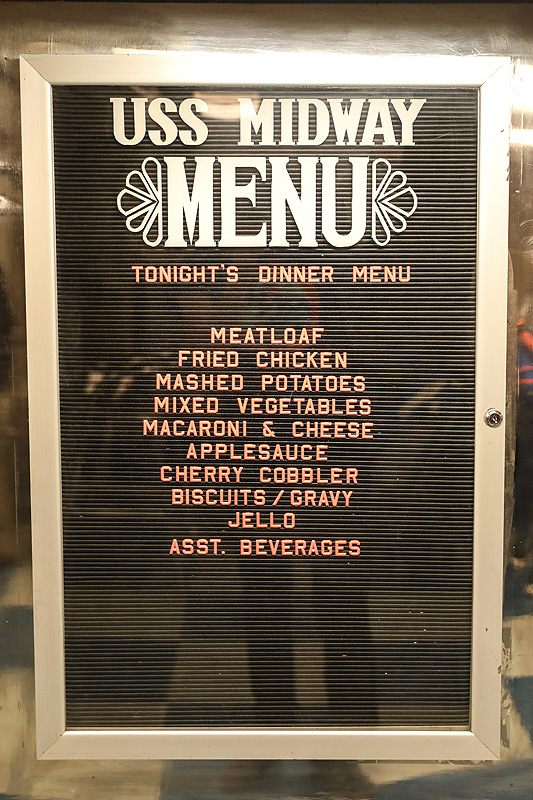 USS MIDWAY
MENU
TONIGHT'S DINNER MENU
MEATLOAF
FRIED CHICKEN
MASHED POTATOES
MIXED VEGETABLES
MACARONI & CHEESE
APPLESAUCE
CHERRY COBBLER
BISCUITS/GRAVY
JELLO
ASST. BEVERAGES